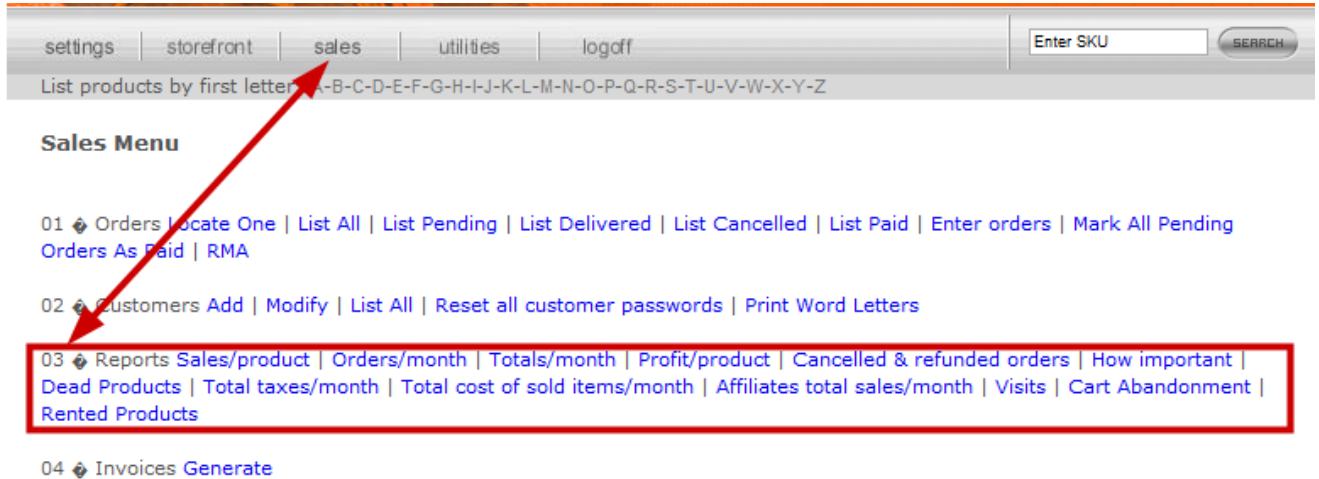 settings storefront sales utilities logoff Enter SKU SEARCH
List products by first letter A-B-C-D-E-F-G-H-I-J-K-L-M-N-O-P-Q-R-S-T-U-V-W-X-Y-Z
Sales Menu
01 � Orders Locate One | List All | List Pending | List Delivered | List Cancelled | List Paid | Enter orders | Mark All Pending
Orders As Paid | RMA
02 � Customers Add | Modify | List All | Reset all customer passwords | Print Word Letters
03 � Reports Sales/product | Orders/month | Totals/month | Profit/product | Cancelled & refunded orders | How important |
Dead Products | Total taxes/month | Total cost of sold items/month | Affiliates total sales/month | Visits | Cart Abandonment |
Rented Products
04 � Invoices Generate